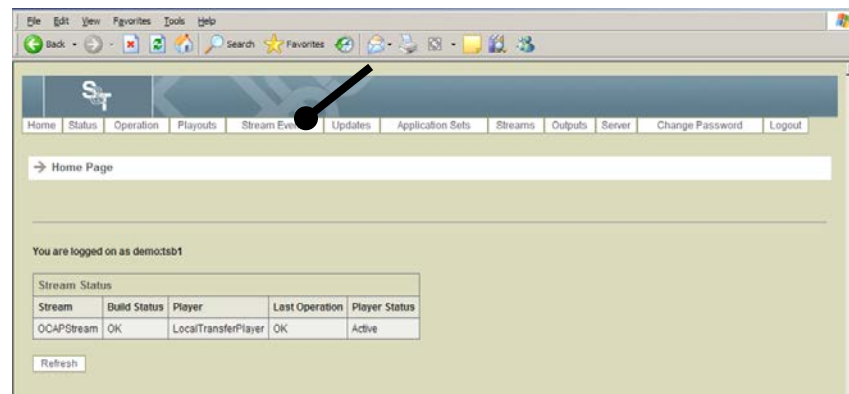 File Edit View Favorites Tools Help
Back Search Favorites
S&T
Home Status Operation Playouts Stream Updates Application Sets Streams Outputs Server Change Password Logout
→ Home Page
You are logged on as demo:tsb1
Stream Status
Stream Build Status Player Last Operation Player Status
OCAPStream OK LocalTransferPlayer OK Active
Refresh